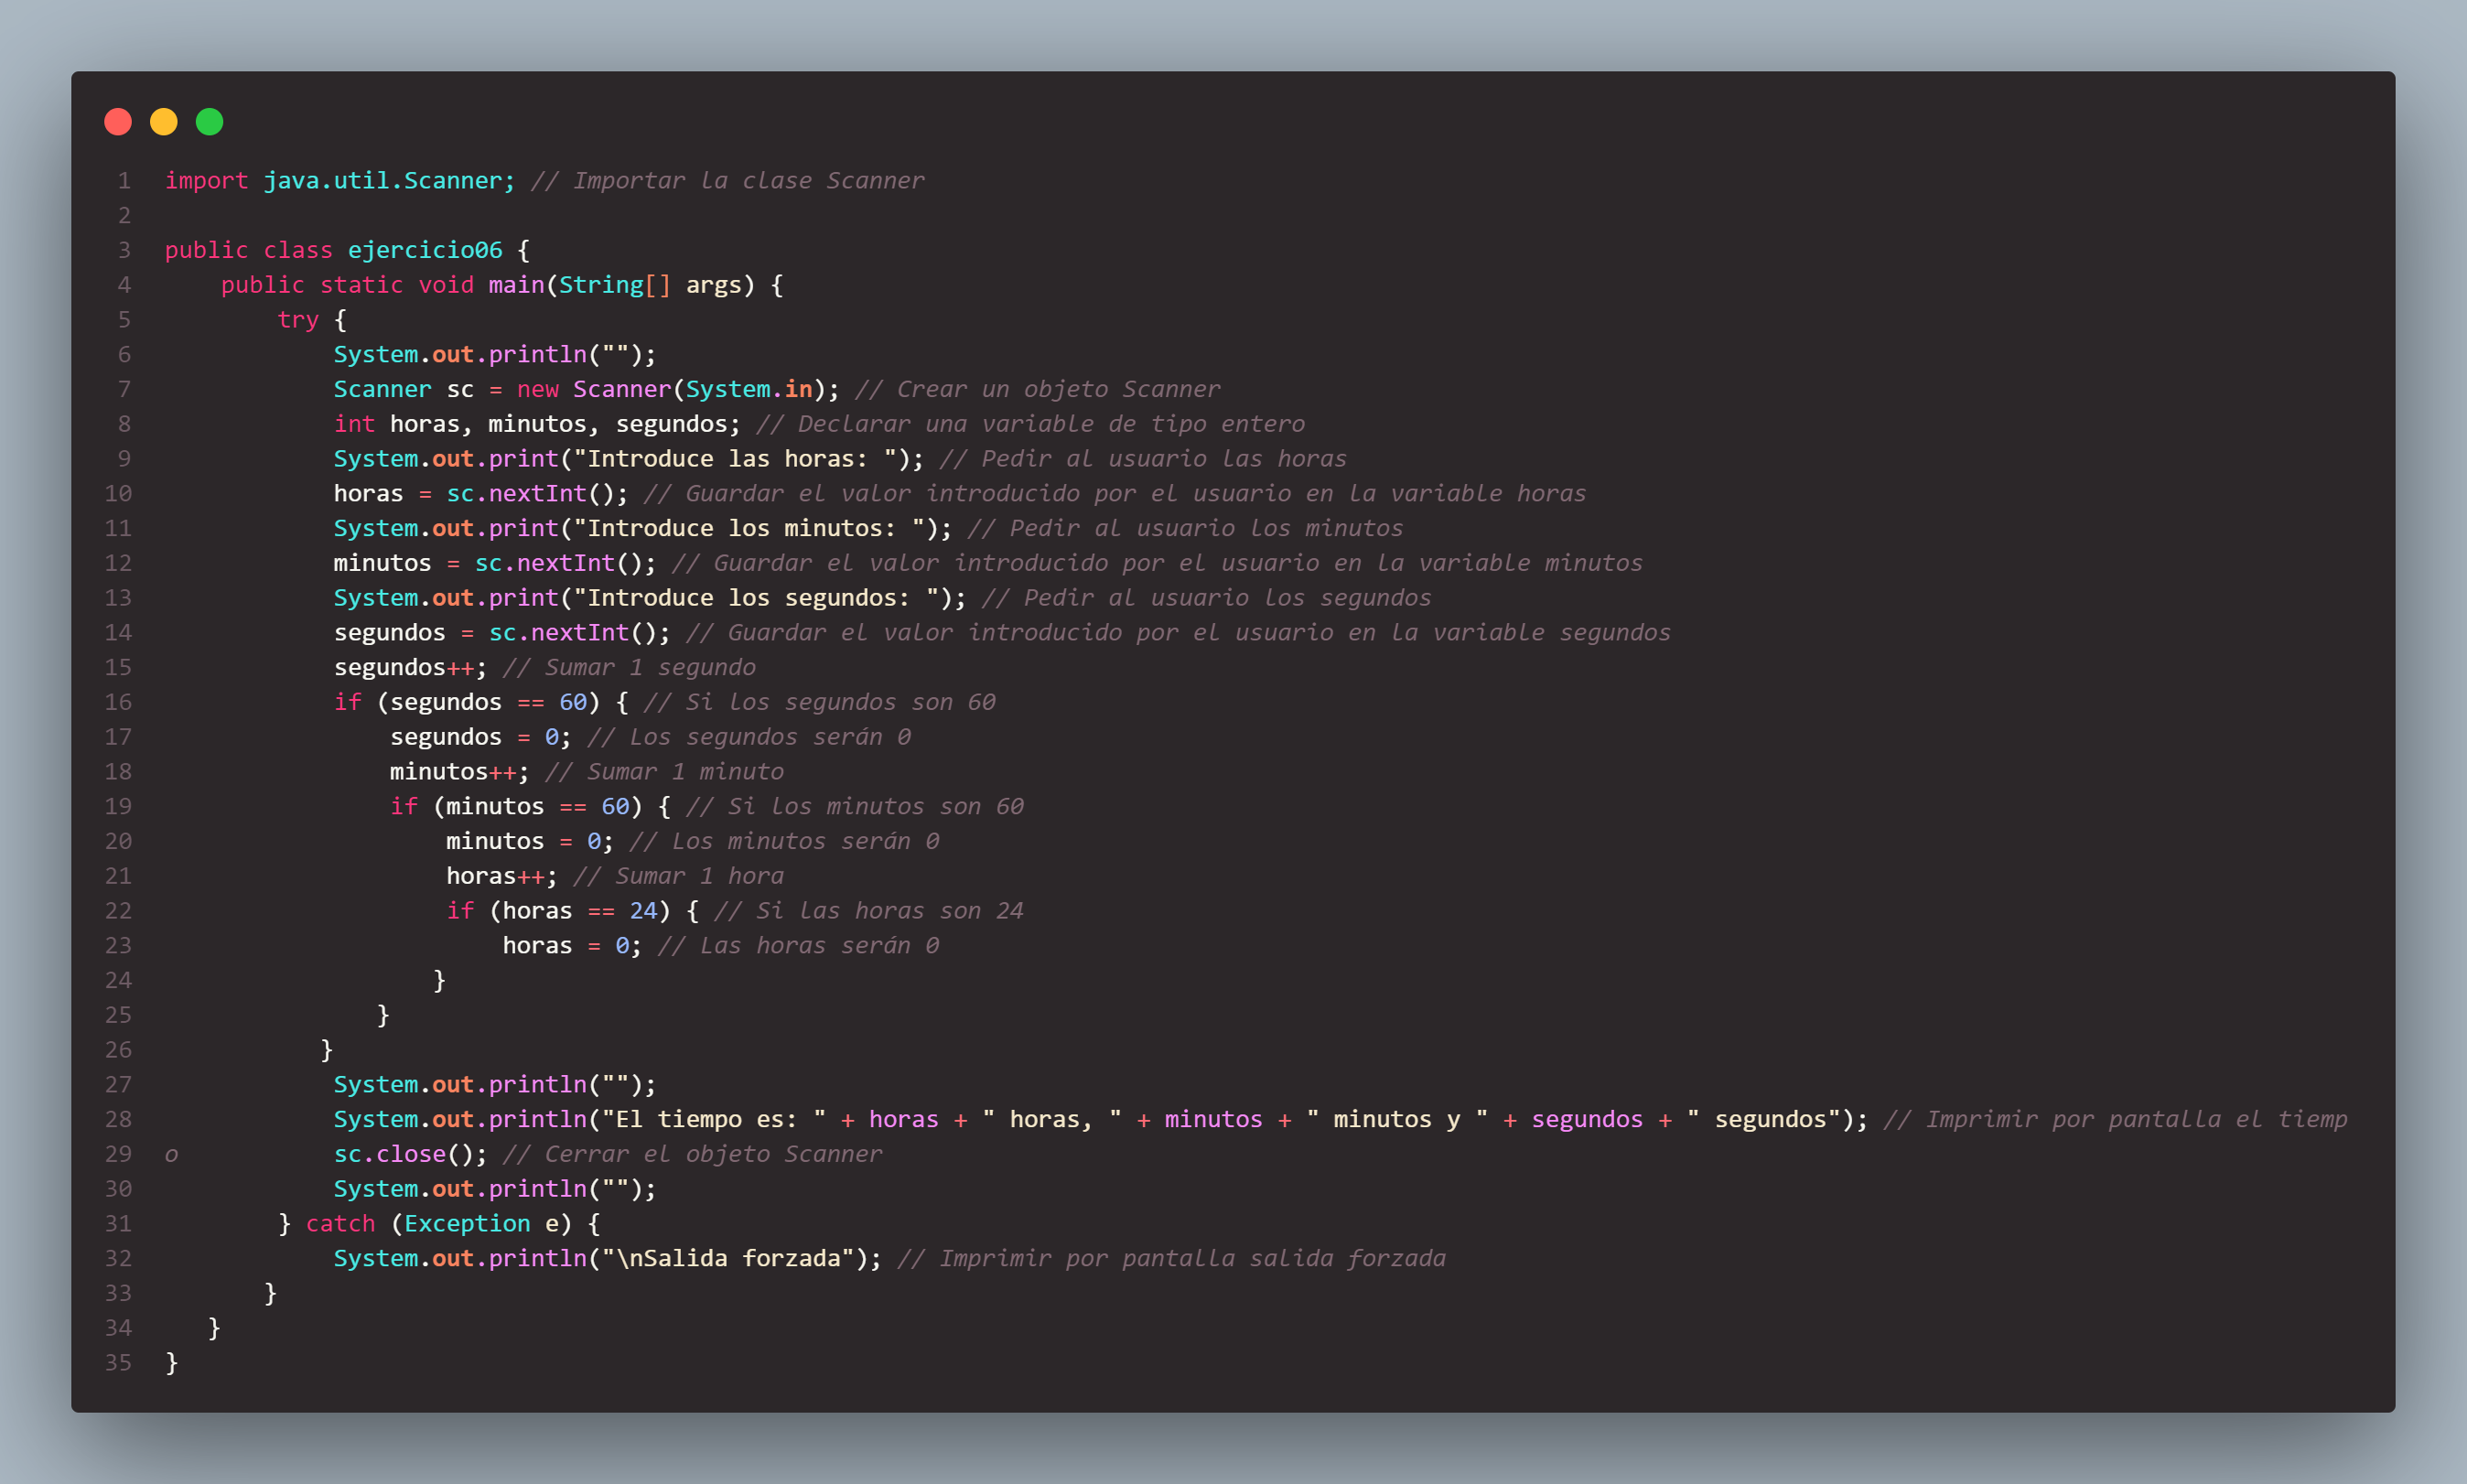 1 import java.util.Scanner; // Importar la clase Scanner
2
3 public class ejercicio06 {
4     public static void main(String[] args) {
5         try {
6             System.out.println("");
7             Scanner sc = new Scanner(System.in); // Crear un objeto Scanner
8             int horas, minutos, segundos; // Declarar una variable de tipo entero
9             System.out.print("Introduce las horas: "); // Pedir al usuario las horas
10             horas = sc.nextInt(); // Guardar el valor introducido por el usuario en la variable horas
11             System.out.print("Introduce los minutos: "); // Pedir al usuario los minutos
12             minutos = sc.nextInt(); // Guardar el valor introducido por el usuario en la variable minutos
13             System.out.print("Introduce los segundos: "); // Pedir al usuario los segundos
14             segundos = sc.nextInt(); // Guardar el valor introducido por el usuario en la variable segundos
15             segundos++; // Sumar 1 segundo
16             if (segundos == 60) { // Si los segundos son 60
17                 segundos = 0; // Los segundos serán 0
18                 minutos++; // Sumar 1 minuto
19                 if (minutos == 60) { // Si los minutos son 60
20                     minutos = 0; // Los minutos serán 0
21                     horas++; // Sumar 1 hora
22                     if (horas == 24) { // Si las horas son 24
23                         horas = 0; // Las horas serán 0
24                    }
25                }
26            }
27             System.out.println("");
28             System.out.println("El tiempo es: " + horas + " horas, " + minutos + " minutos y " + segundos + " segundos"); // Imprimir por pantalla el tiemp
29 o           sc.close(); // Cerrar el objeto Scanner
30             System.out.println("");
31         } catch (Exception e) {
32             System.out.println("\nSalida forzada"); // Imprimir por pantalla salida forzada
33        }
34    }
35 }